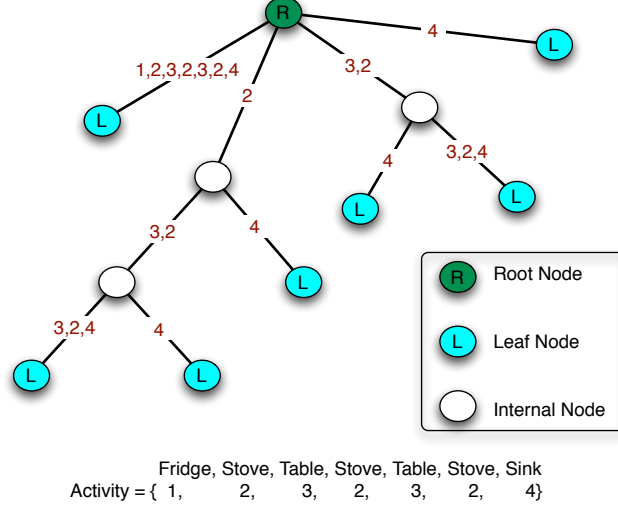 R
4
L
1,2,3,2,3,2,4
3,2
2
L
4
3,2,4
L
L
3,2
4
L
3,2,4
4
L
L
R Root Node
L Leaf Node
Internal Node
Fridge, Stove, Table, Stove, Table, Stove, Sink
Activity = { 1, 2, 3, 2, 3, 2, 4}